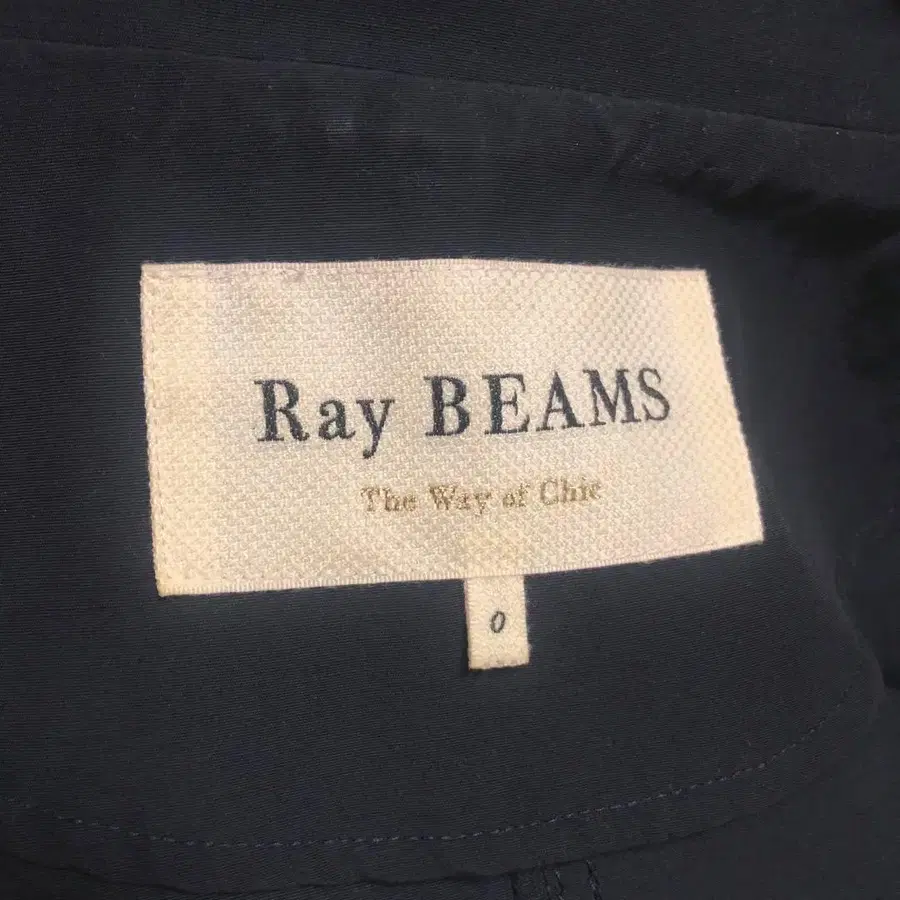 Ray BEAMS
The Way of Chic
0